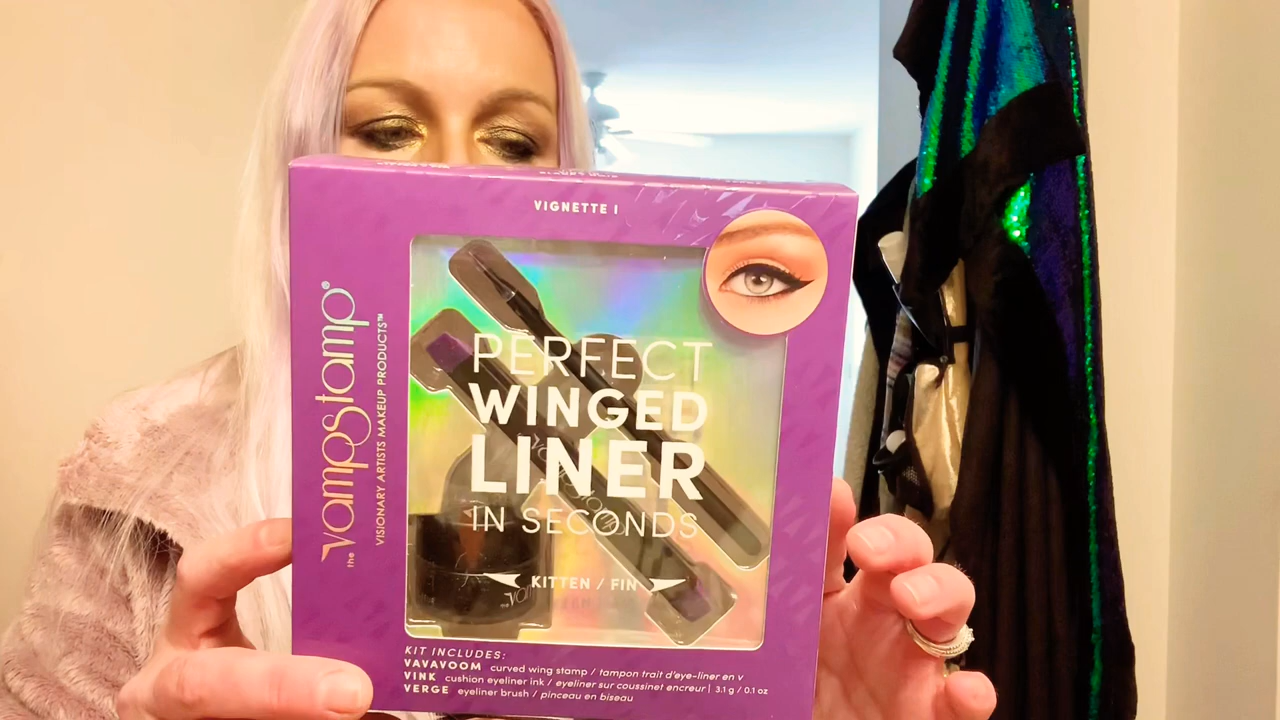 VIGNETTE I
the VampStamp®
VISIONARY ARTISTS MAKEUP PRODUCTS™
PERFECT
WINGED
LINER
IN SECONDS
KITTEN / FIN
KIT INCLUDES:
VAVAVOOM curved wing stamp / tampon trait d'eye-liner en v
VINK cushion eyeliner ink / eyeliner sur coussinet encreur | 3.1 g / 0.1 oz
VERGE eyeliner brush / pinceau en biseau